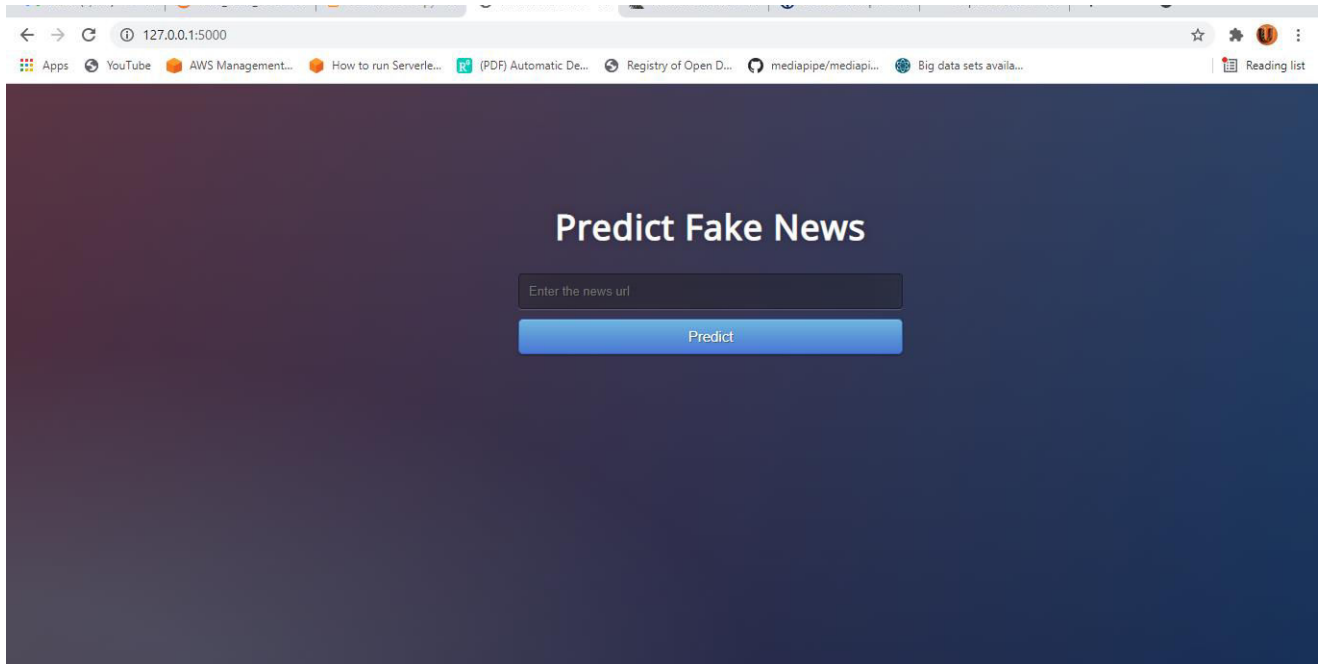 127.0.0.1:5000
Apps YouTube AWS Management... How to run Serverle... (PDF) Automatic De... Registry of Open D... mediapipe/mediapi... Big data sets availa... Reading list
Predict Fake News
Enter the news url
Predict